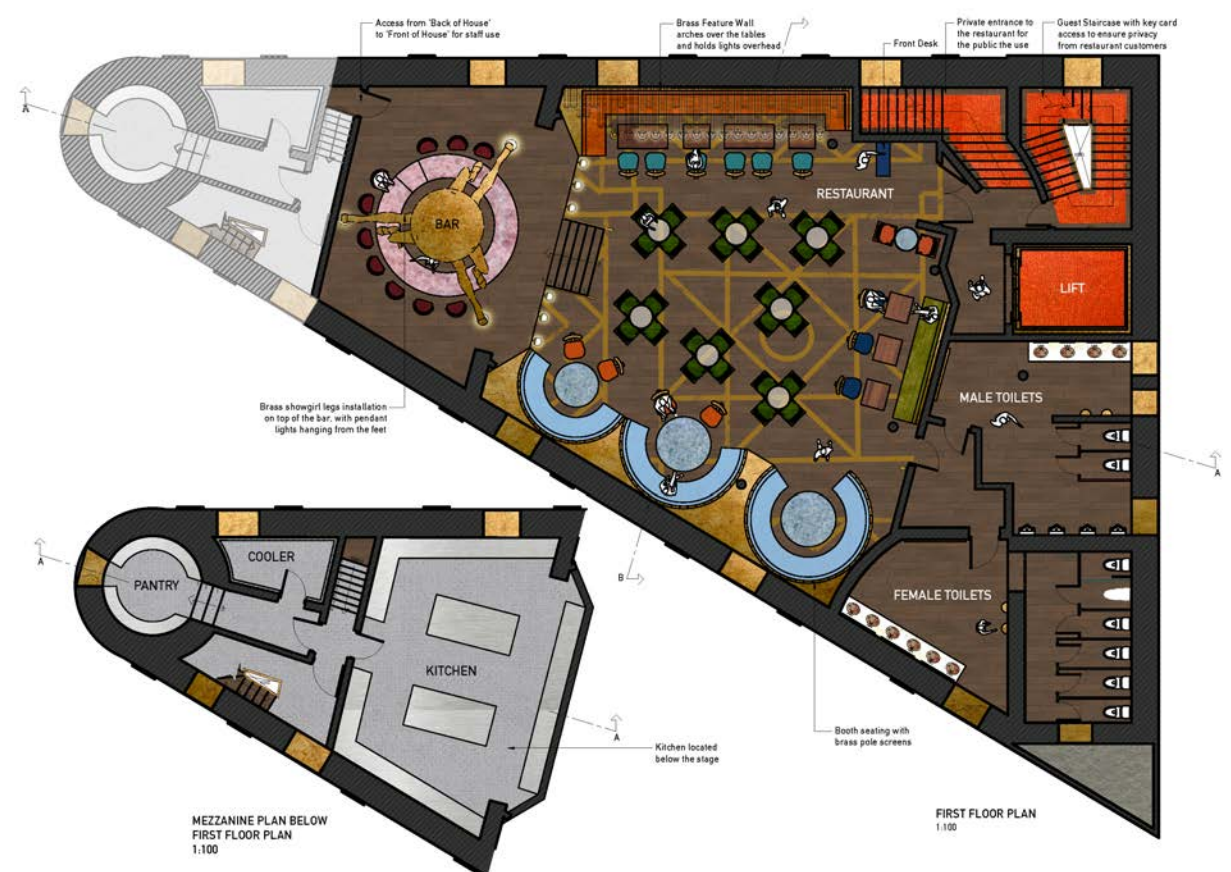 Access from 'Back of House'
to 'Front of House' for staff use
Brass Feature Wall
arches over the tables
and holds lights overhead
B
Front Desk
Private entrance to
the restaurant for
the public the use
Guest Staircase with key card
access to ensure privacy
from restaurant customers
A
RESTAURANT
BAR
LIFT
MALE TOILETS
Brass showgirl legs installation
on top of the bar, with pendant
lights hanging from the feet
A
COOLER
A
PANTRY
B
FEMALE TOILETS
KITCHEN
A
Kitchen located
below the stage
Booth seating with
brass pole screens
MEZZANINE PLAN BELOW
FIRST FLOOR PLAN
1:100
FIRST FLOOR PLAN
1:100